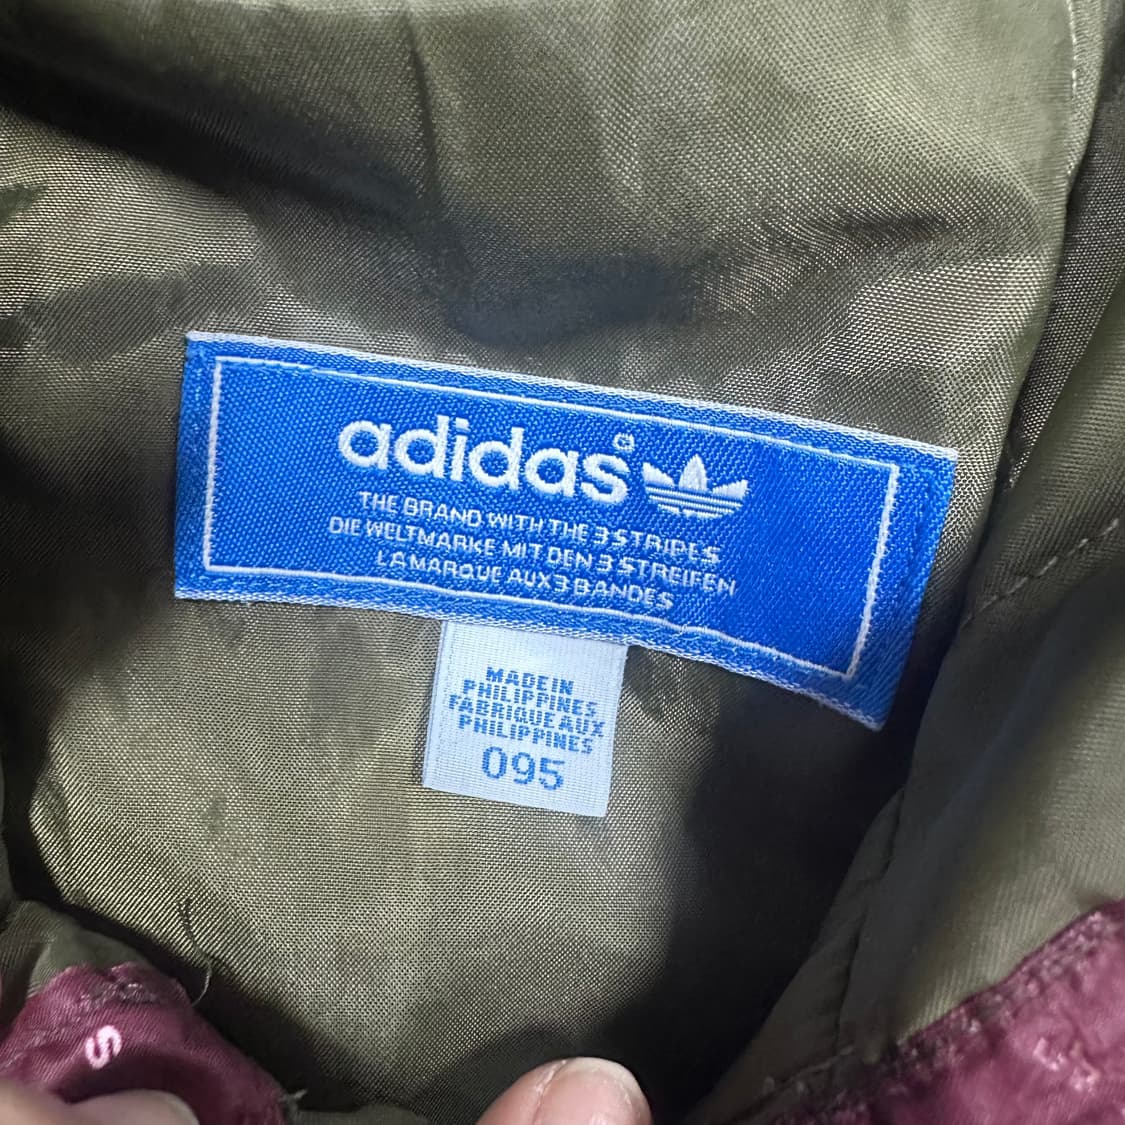 adidas
THE BRAND WITH THE 3 STRIPES
DIE WELTMARKE MIT DEN 3 STREIFEN
LA MARQUE AUX 3 BANDES
MADE IN
PHILIPPINES,
FABRIQUE AUX
PHILIPPINES
095
s